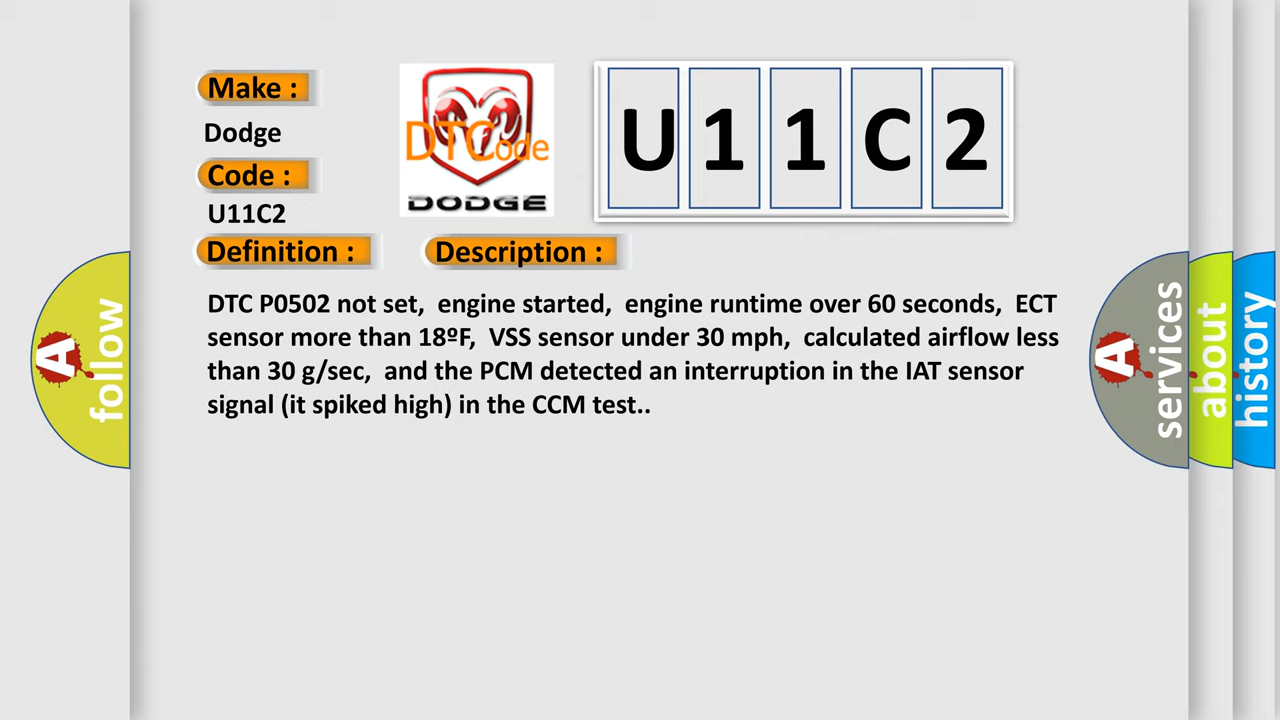 Make :
Dodge
Code :
U11C2
Definition :
Description :
DTC P0502 not set,  engine started,  engine runtime over 60 seconds,  ECT
sensor more than 18ºF,  VSS sensor under 30 mph,  calculated airflow less
than 30 g/sec,  and the PCM detected an interruption in the IAT sensor
signal (it spiked high) in the CCM test..
DTCode
DODGE
U11C2
A
follow
A
services
about
history